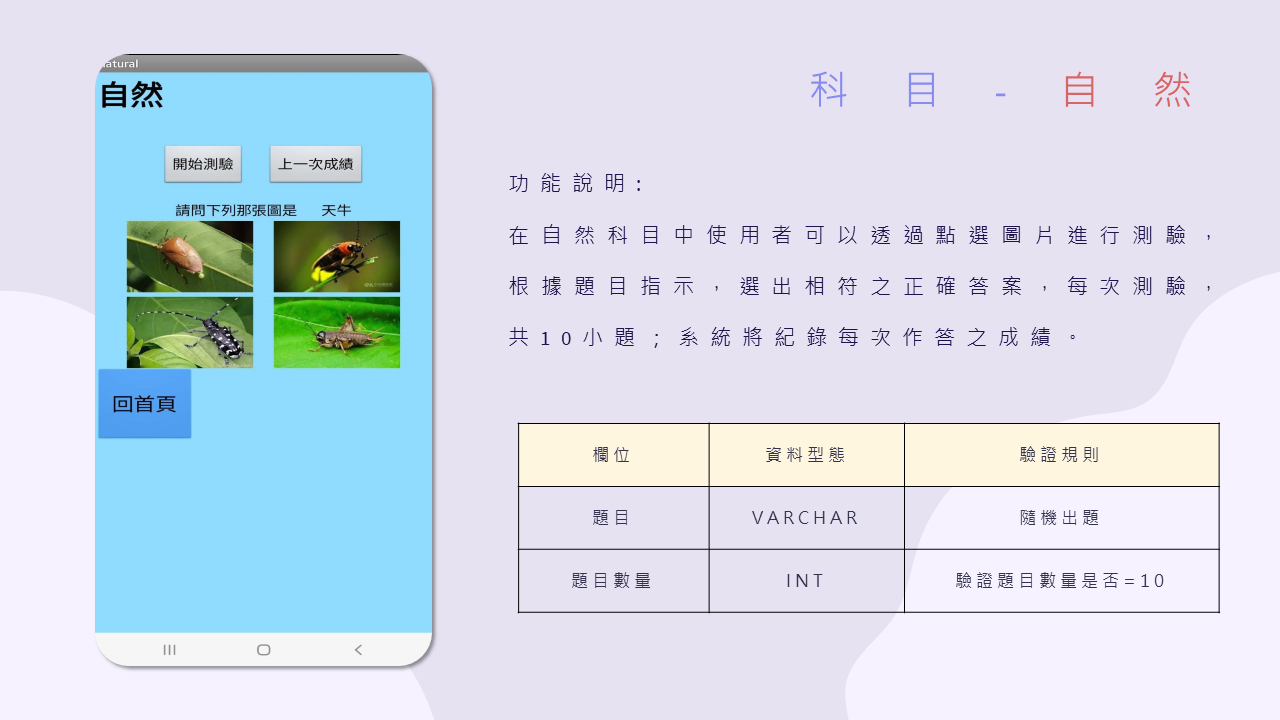 natural
自然
開始測驗 上一次成績
請問下列那張圖是 天牛
回首頁
科目-自然
功能說明:
在自然科目中使用者可以透過點選圖片進行測驗，
根據題目指示，選出相符之正確答案，每次測驗，
共10小題；系統將紀錄每次作答之成績。
欄位 資料型態 驗證規則
題目 VARCHAR 隨機出題
題目數量 INT 驗證題目數量是否=10